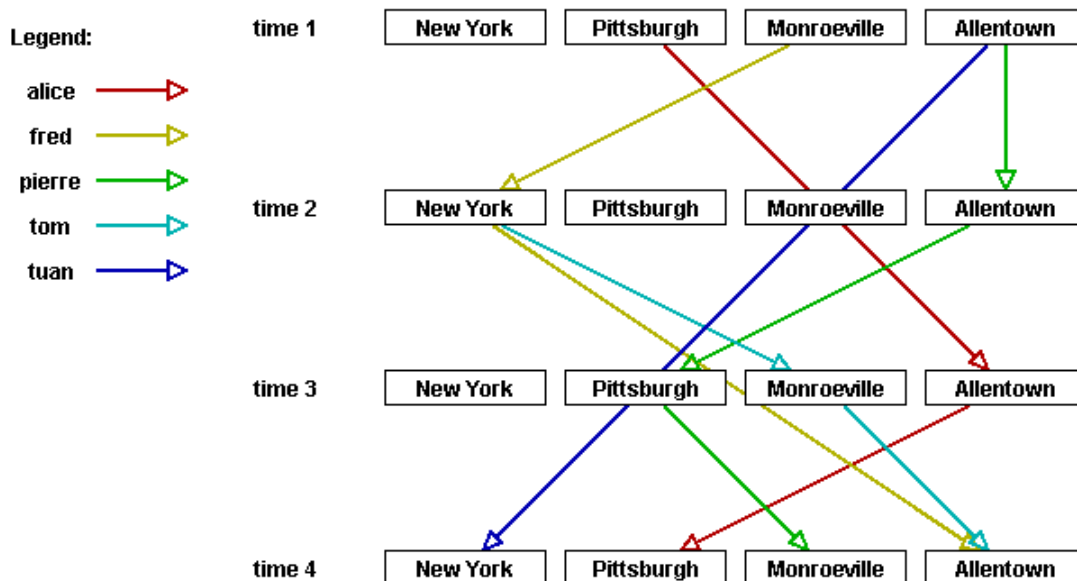 Legend:
alice
fred
pierre
tom
tuan
time 1 New York Pittsburgh Monroeville Allentown
time 2 New York Pittsburgh Monroeville Allentown
time 3 New York Pittsburgh Monroeville Allentown
time 4 New York Pittsburgh Monroeville Allentown